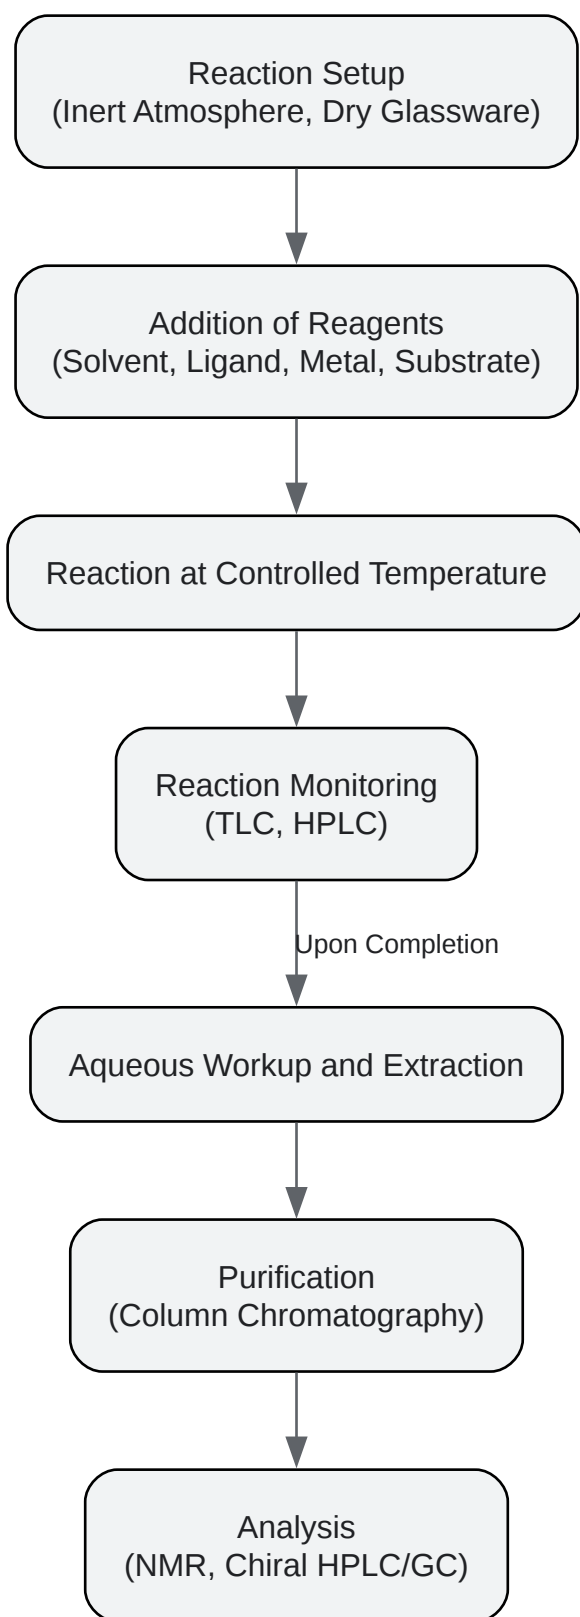 Reaction Setup
(Inert Atmosphere, Dry Glassware)
Addition of Reagents
(Solvent, Ligand, Metal, Substrate)
Reaction at Controlled Temperature
Reaction Monitoring
(TLC, HPLC)
Upon Completion
Aqueous Workup and Extraction
Purification
(Column Chromatography)
Analysis
(NMR, Chiral HPLC/GC)